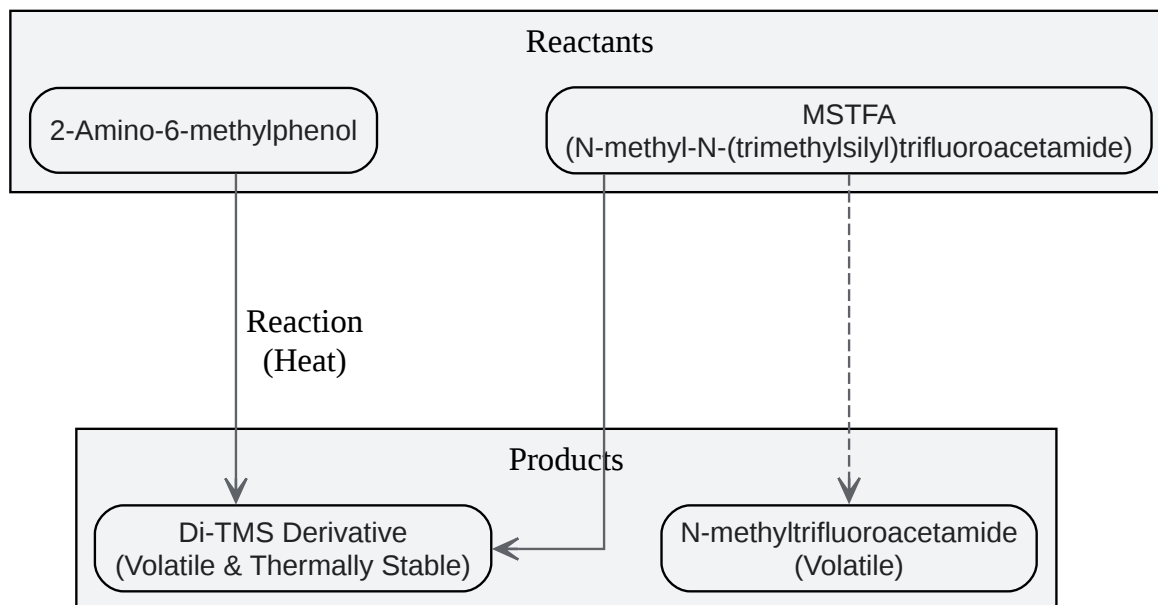 Reactants
2-Amino-6-methylphenol
MSTFA
(N-methyl-N-(trimethylsilyl)trifluoroacetamide)
Reaction
(Heat)
Products
Di-TMS Derivative
(Volatile & Thermally Stable)
N-methyltrifluoroacetamide
(Volatile)